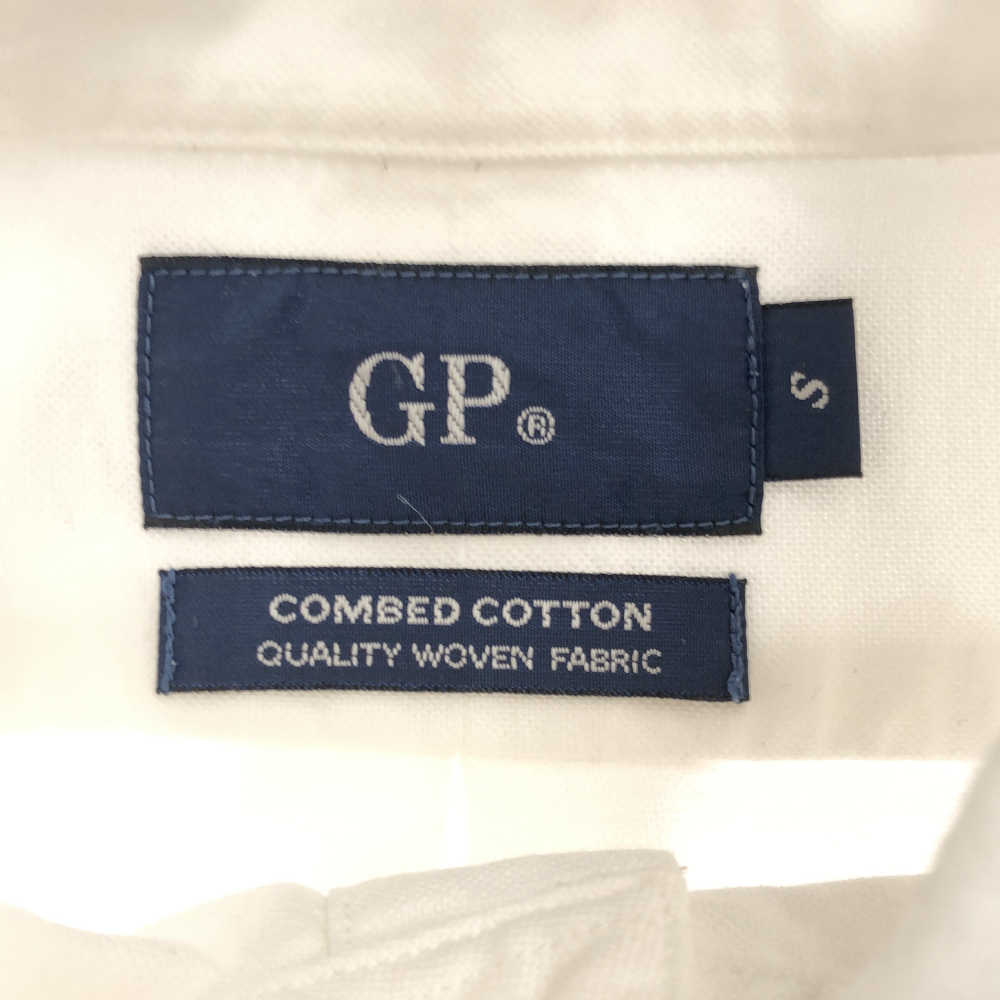 GP®
S
COMBED COTTON
QUALITY WOVEN FABRIC